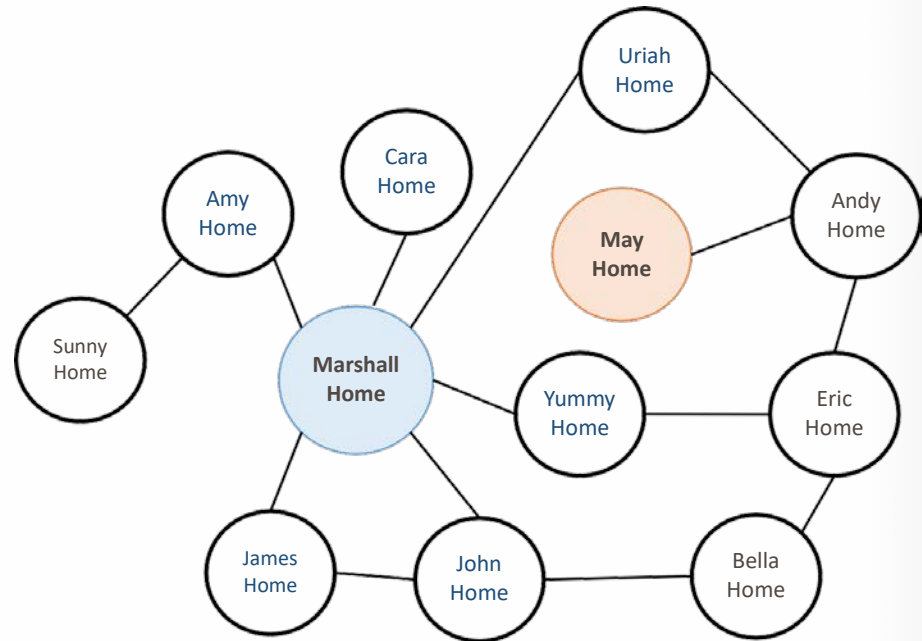 Uriah
Home
Cara
Home
Amy
Home
Andy
Home
May
Home
Sunny
Home
Marshall
Home
Yummy
Home
Eric
Home
James
Home
John
Home
Bella
Home